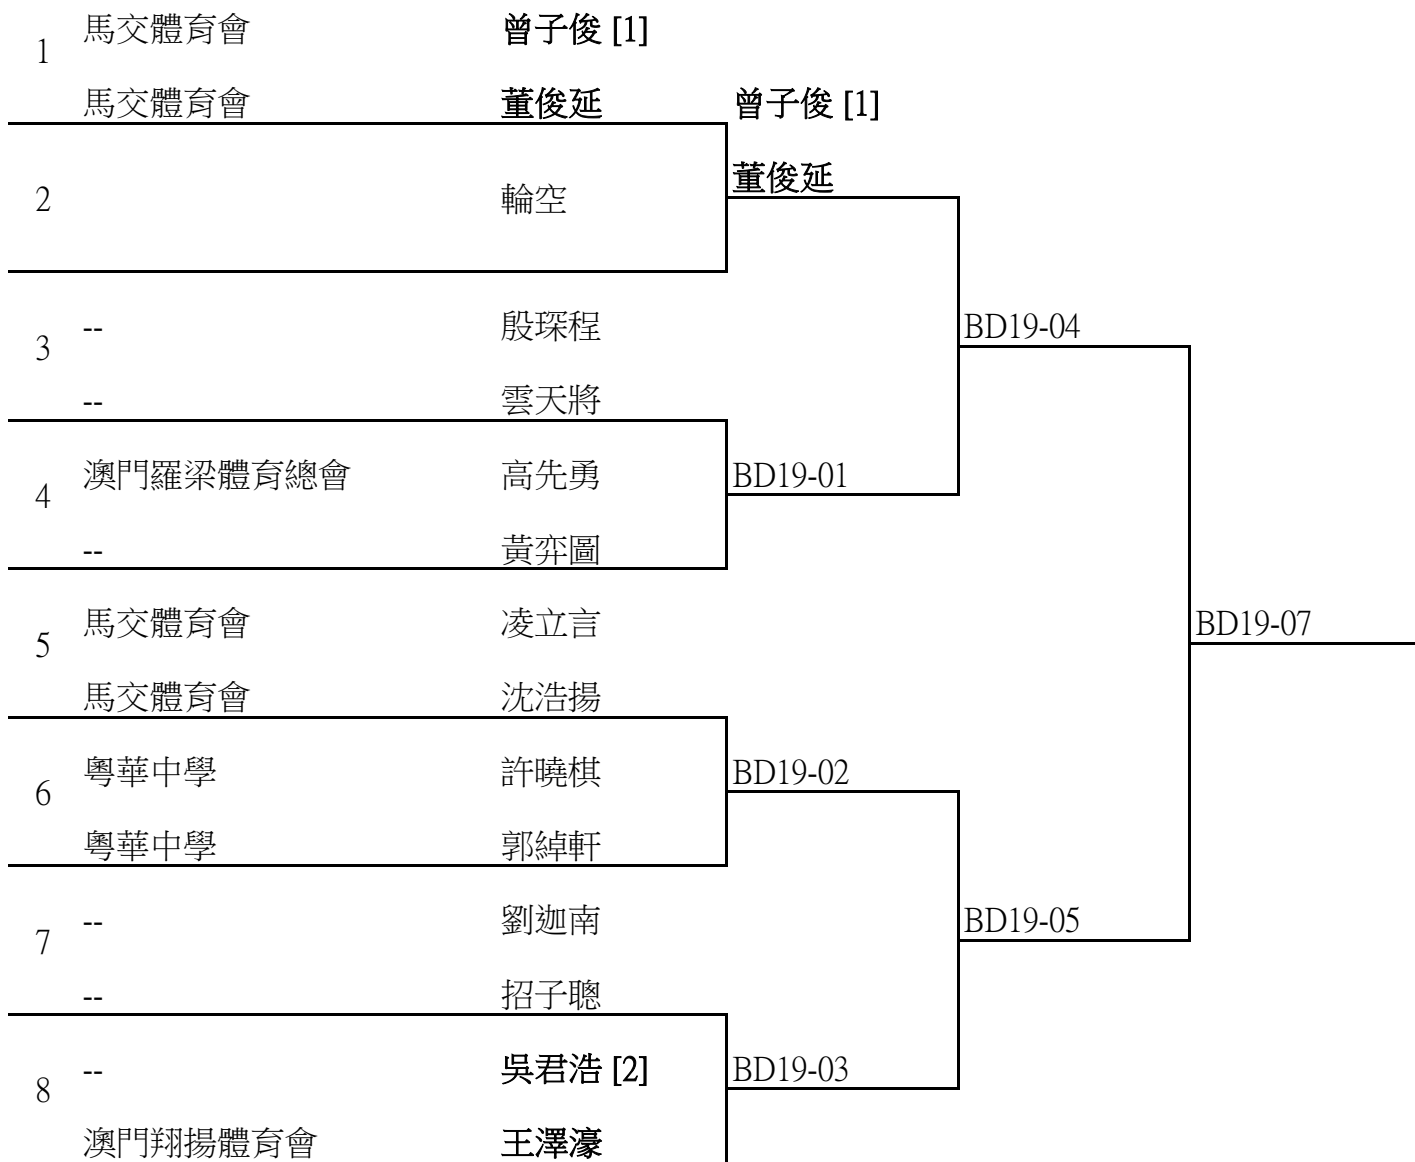 馬交體育會 曾子俊 [1]
1
馬交體育會 董俊延 曾子俊 [1]
董俊延
2 輪空
-- 殷琛程 BD19-04
3
-- 雲天將
澳門羅梁體育總會 高先勇 BD19-01
4
-- 黃弈圖
馬交體育會 凌立言 BD19-07
5
馬交體育會 沈浩揚
粵華中學 許曉棋 BD19-02
6
粵華中學 郭綽軒
-- 劉迦南 BD19-05
7
-- 招子聰
-- 吳君浩 [2] BD19-03
8
澳門翔揚體育會 王澤濠